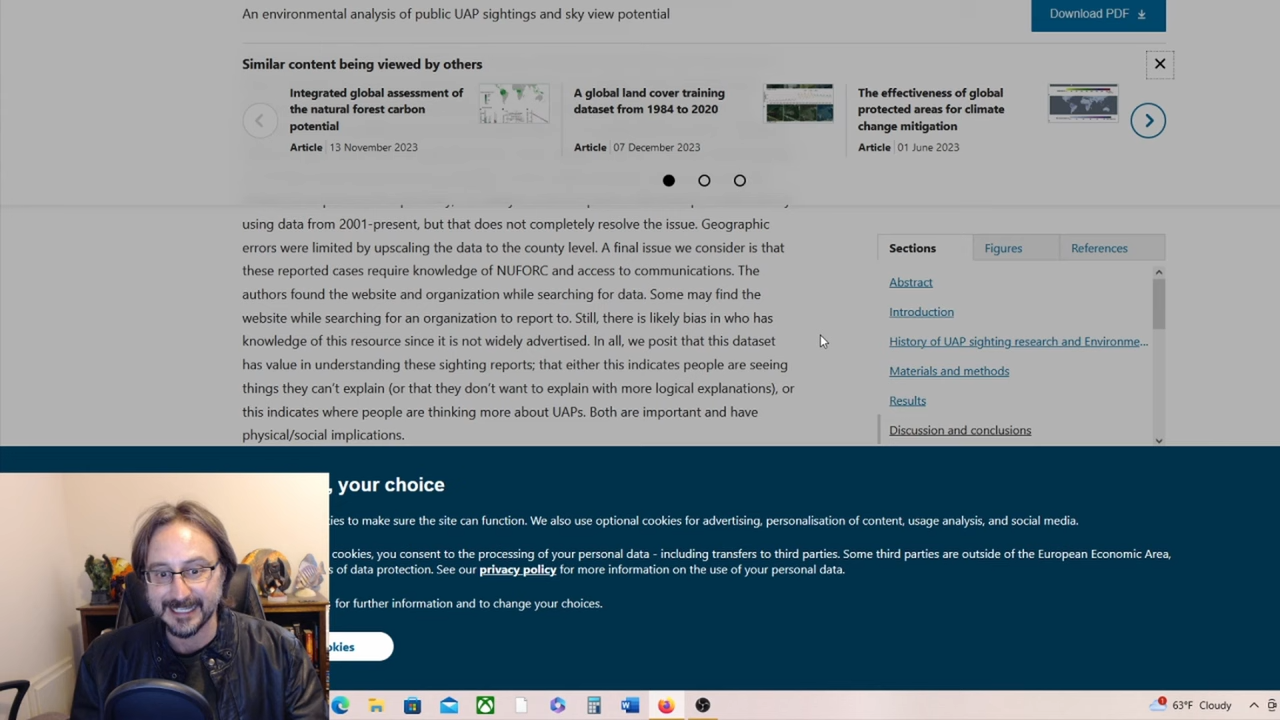 An environmental analysis of public UAP sightings and sky view potential
Download PDF
Similar content being viewed by others
Integrated global assessment of
the natural forest carbon
potential
Article | 13 November 2023
A global land cover training
dataset from 1984 to 2020
Article | 07 December 2023
The effectiveness of global
protected areas for climate
change mitigation
Article | 01 June 2023
using data from 2001-present, but that does not completely resolve the issue. Geographic
errors were limited by upscaling the data to the county level. A final issue we consider is that
these reported cases require knowledge of NUFORC and access to communications. The
authors found the website and organization while searching for data. Some may find the
website while searching for an organization to report to. Still, there is likely bias in who has
knowledge of this resource since it is not widely advertised. In all, we posit that this dataset
has value in understanding these sighting reports; that either this indicates people are seeing
things they can't explain (or that they don't want to explain with more logical explanations), or
this indicates where people are thinking more about UAPs. Both are important and have
physical/social implications.
Sections
Figures
References
Abstract
Introduction
History of UAP sighting research and Environme...
Materials and methods
Results
Discussion and conclusions
, your choice
ies to make sure the site can function. We also use optional cookies for advertising, personalisation of content, usage analysis, and social media.
cookies, you consent to the processing of your personal data - including transfers to third parties. Some third parties are outside of the European Economic Area,
s of data protection. See our privacy policy for more information on the use of your personal data.
for further information and to change your choices.
okies
63°F Cloudy